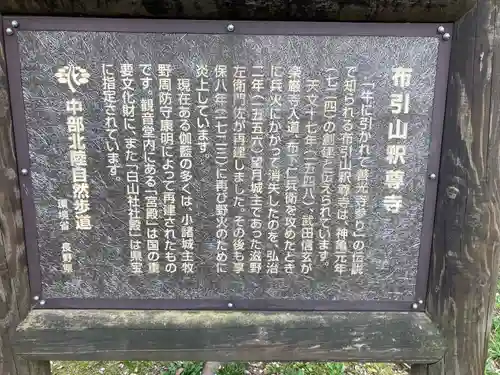 布引山釈尊寺
「牛に引かれて善光寺参り」の伝説
で知られる布引山釈尊寺は、神亀元年
(七二四)の創建と伝えられています。
天文十七年(一五四八)、武田信玄が
楽厳寺入道・布下仁兵衛を攻めたとき
に兵火にかかって消失したのを、弘治
二年(一五五六)望月城主であった滋野
左衛門佐が再建しました。その後も享
保八年(一七二三)に再び野火のために
炎上しています。
現在ある伽藍の多くは、小諸城主牧
野周防守康明によって再建されたもの
です。観音堂内にある「宮殿」は国の重
要文化財に、また「白山社社殿」は県宝
に指定されています。
中部北陸自然歩道
環境省 長野県